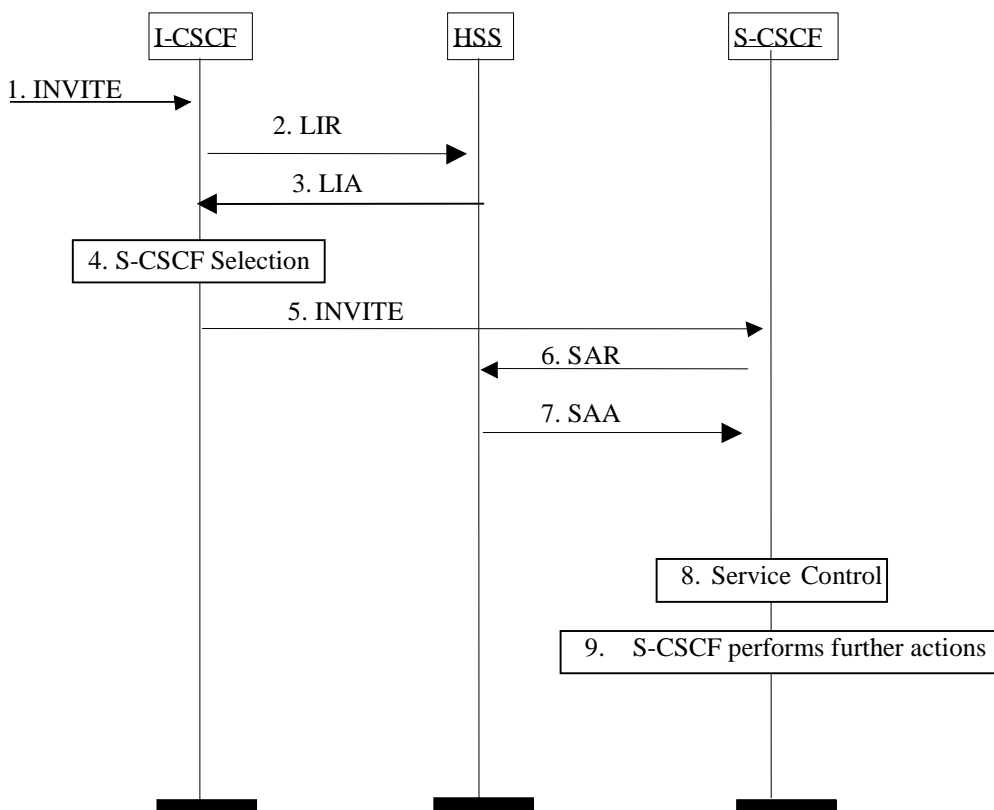 I-CSCF
HSS
S-CSCF
1. INVITE
2. LIR
3. LIA
4. S-CSCF Selection
5. INVITE
6. SAR
7. SAA
8. Service Control
9. S-CSCF performs further actions